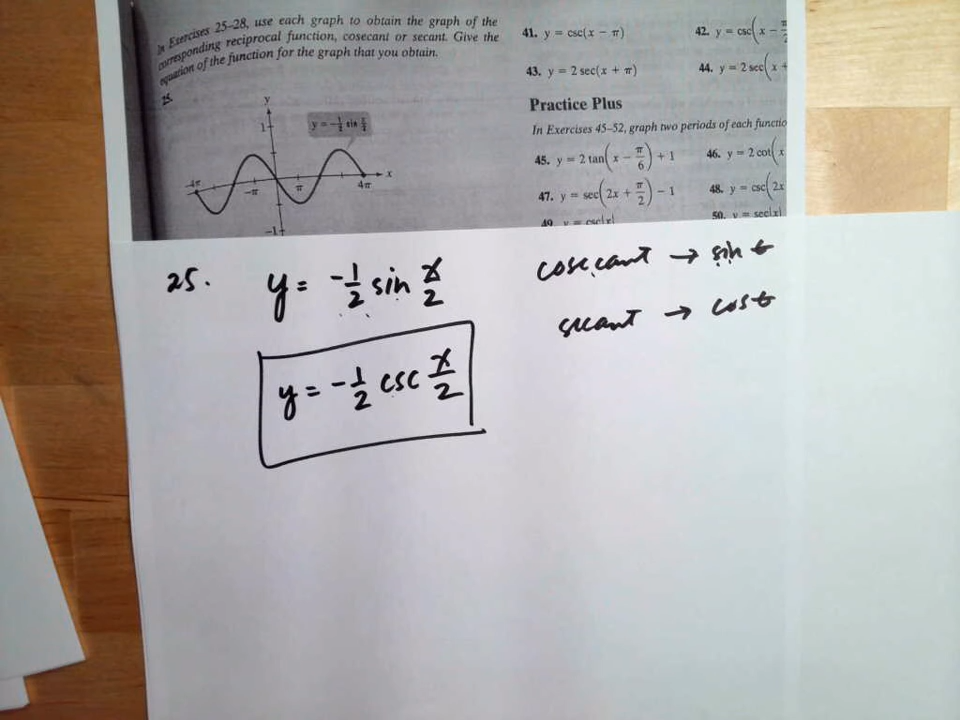 In Exercises 25–28, use each graph to obtain the graph of the
corresponding reciprocal function, cosecant or secant. Give the
equation of the function for the graph that you obtain.
25.
y
1
y = -1/2 sin x/2
-4π
-π
π
4π
x
-1
41. y = csc(x − π)
42. y = csc(x −
43. y = 2 sec(x + π)
44. y = 2 sec(x +
Practice Plus
In Exercises 45–52, graph two periods of each functio
45. y = 2 tan(x − π/6) + 1
46. y = 2 cot(x
47. y = sec(2x + π/2) − 1
48. y = csc(2x
49. y = csc|x|
50. y = sec|x|
25. y = -1/2 sin x/2
y = -1/2 csc x/2
cosecant → sin t
secant → cos t